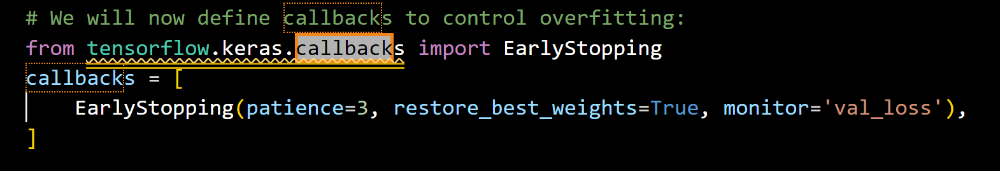 # We will now define callbacks to control overfitting:
from tensorflow.keras.callbacks import EarlyStopping
callbacks = [
    EarlyStopping(patience=3, restore_best_weights=True, monitor='val_loss'),
]